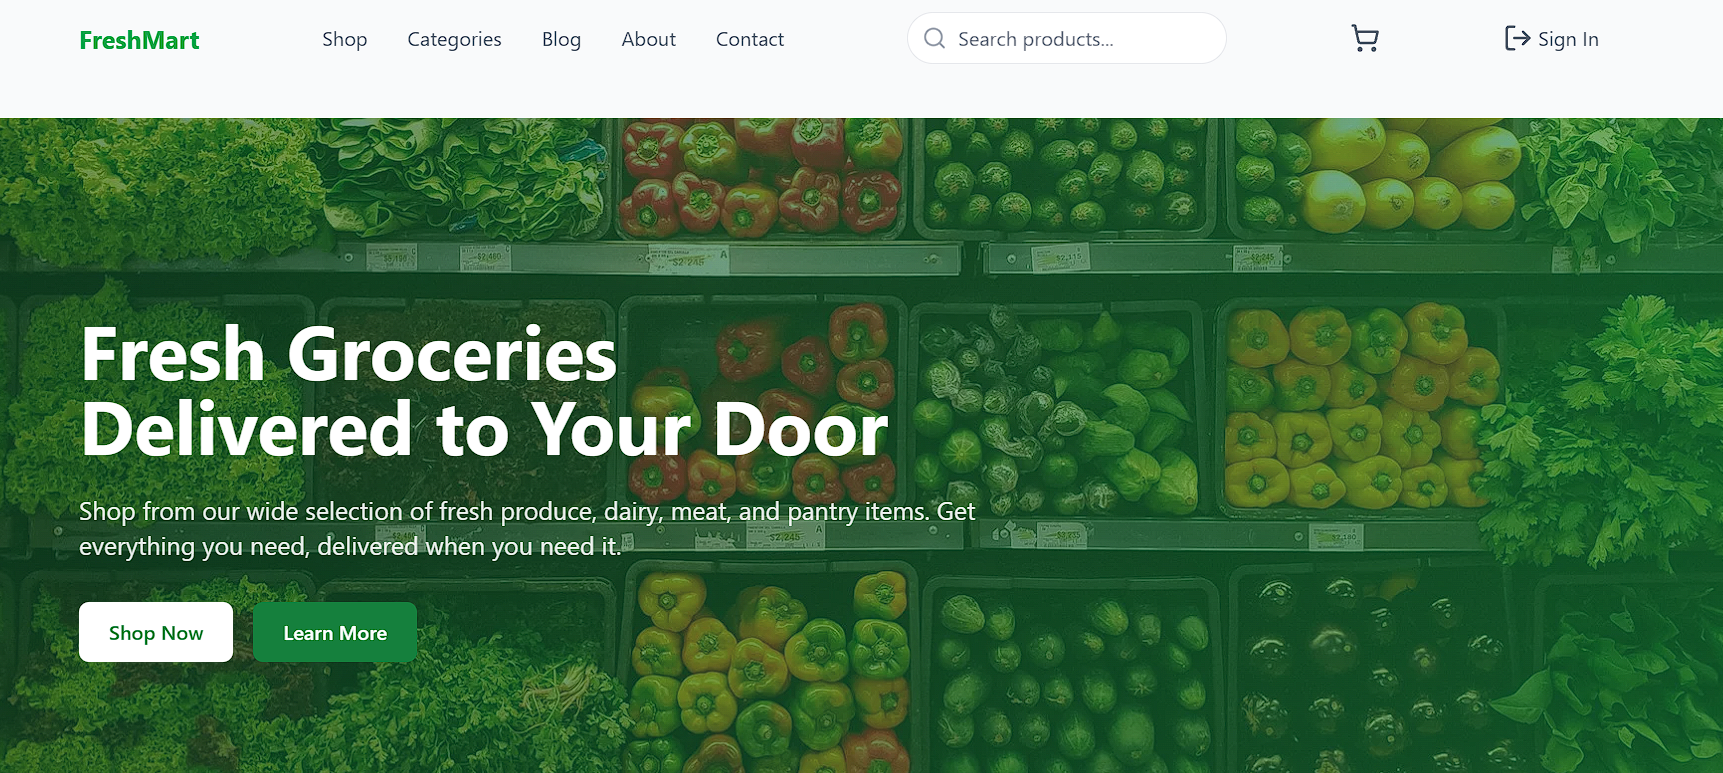 FreshMart
Shop
Categories
Blog
About
Contact
Search products...
Sign In
Fresh Groceries
Delivered to Your Door
Shop from our wide selection of fresh produce, dairy, meat, and pantry items. Get
everything you need, delivered when you need it.
Shop Now
Learn More